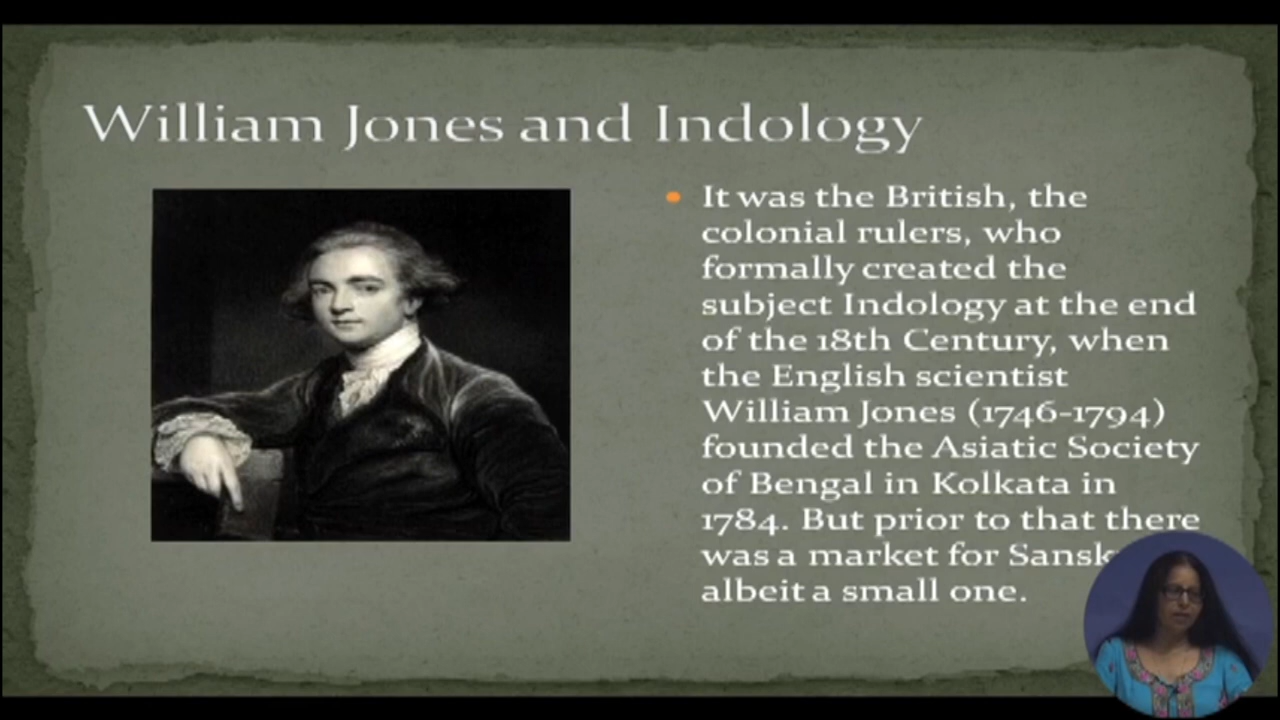 William Jones and Indology
It was the British, the
colonial rulers, who
formally created the
subject Indology at the end
of the 18th Century, when
the English scientist
William Jones (1746-1794)
founded the Asiatic Society
of Bengal in Kolkata in
1784. But prior to that there
was a market for
albeit a small one.